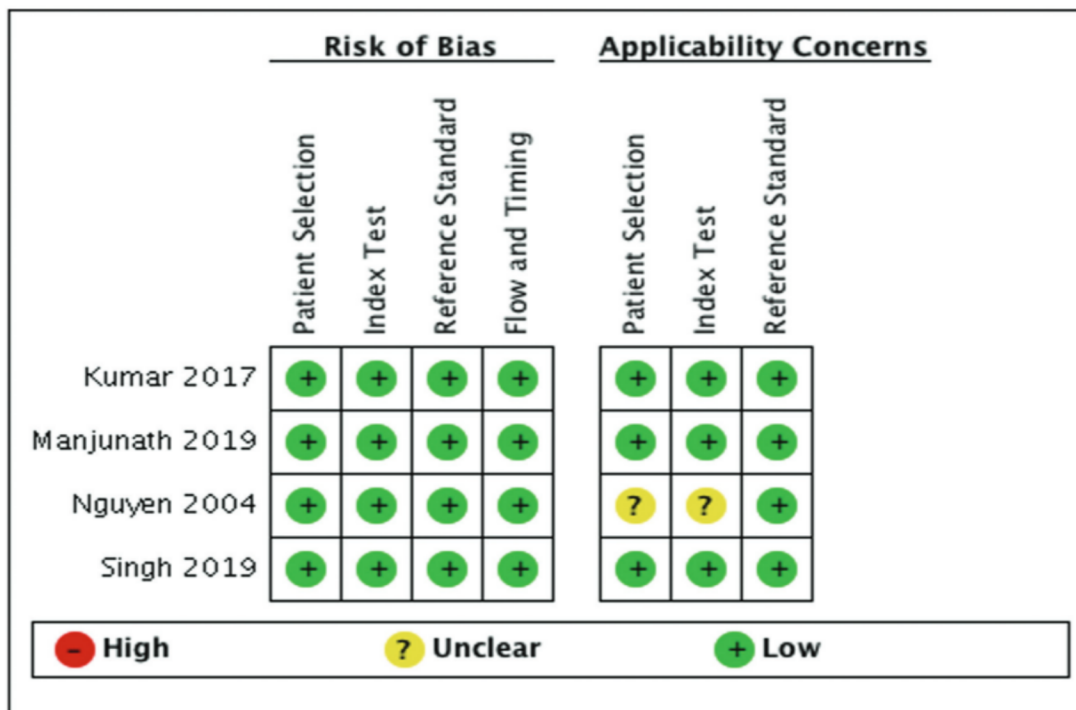 Risk of Bias
Applicability Concerns
Patient Selection
Index Test
Reference Standard
Flow and Timing
Patient Selection
Index Test
Reference Standard
Kumar 2017 + + + + + + +
Manjunath 2019 + + + + + + +
Nguyen 2004 + + + + ? ? +
Singh 2019 + + + + + + +
- High ? Unclear + Low